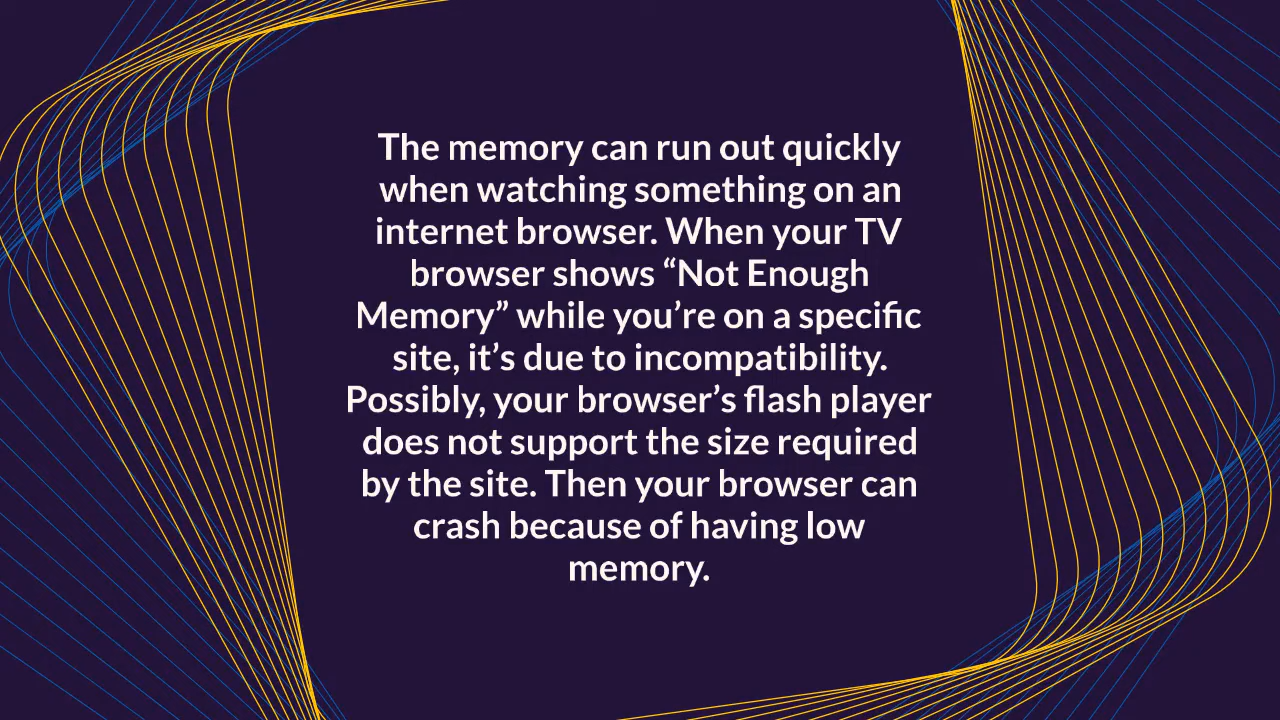 The memory can run out quickly
when watching something on an
internet browser. When your TV
browser shows “Not Enough
Memory” while you’re on a specific
site, it’s due to incompatibility.
Possibly, your browser’s flash player
does not support the size required
by the site. Then your browser can
crash because of having low
memory.